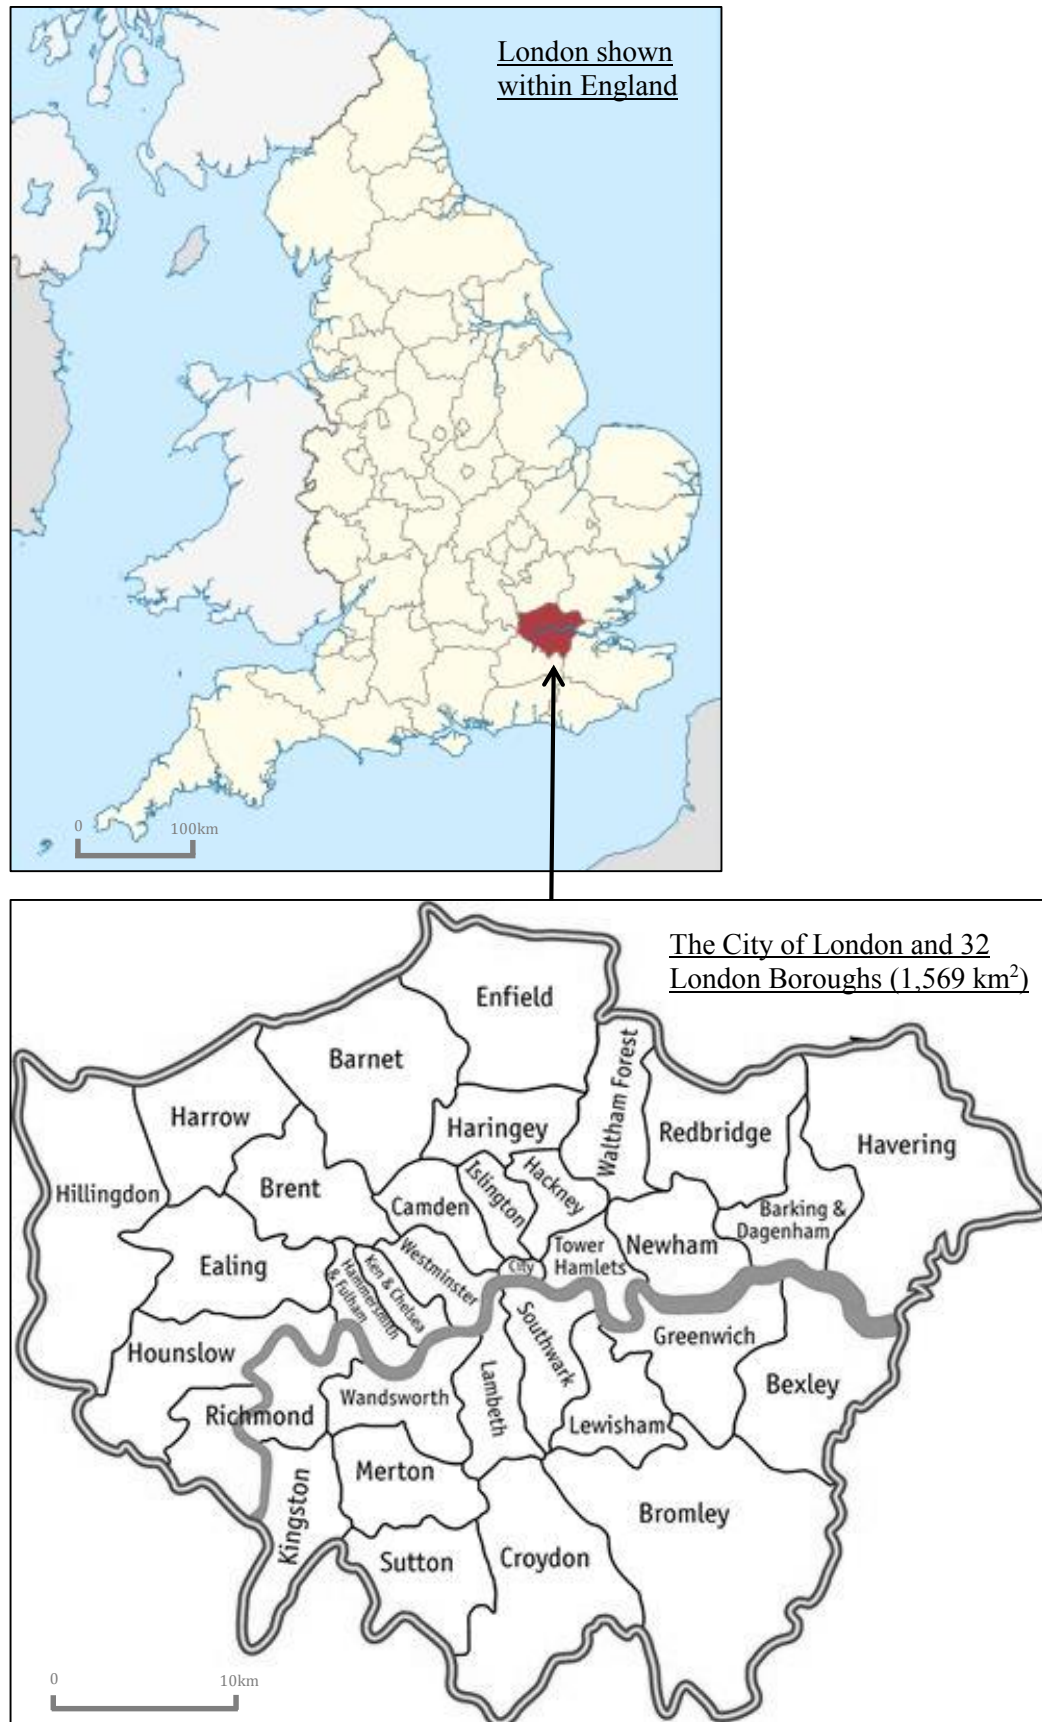 London shown
within England
0 100km
The City of London and 32
London Boroughs (1,569 km²)
Enfield
Barnet
Waltham Forest
Harrow
Haringey
Redbridge
Havering
Hillingdon
Brent
Camden
Islington
Hackney
Barking &
Dagenham
Ealing
Hammersmith
& Fulham
Ken & Chelsea
Westminster
City
Tower
Hamlets
Newham
Hounslow
Southwark
Greenwich
Richmond
Wandsworth
Lambeth
Lewisham
Bexley
Kingston
Merton
Bromley
Sutton
Croydon
0 10km